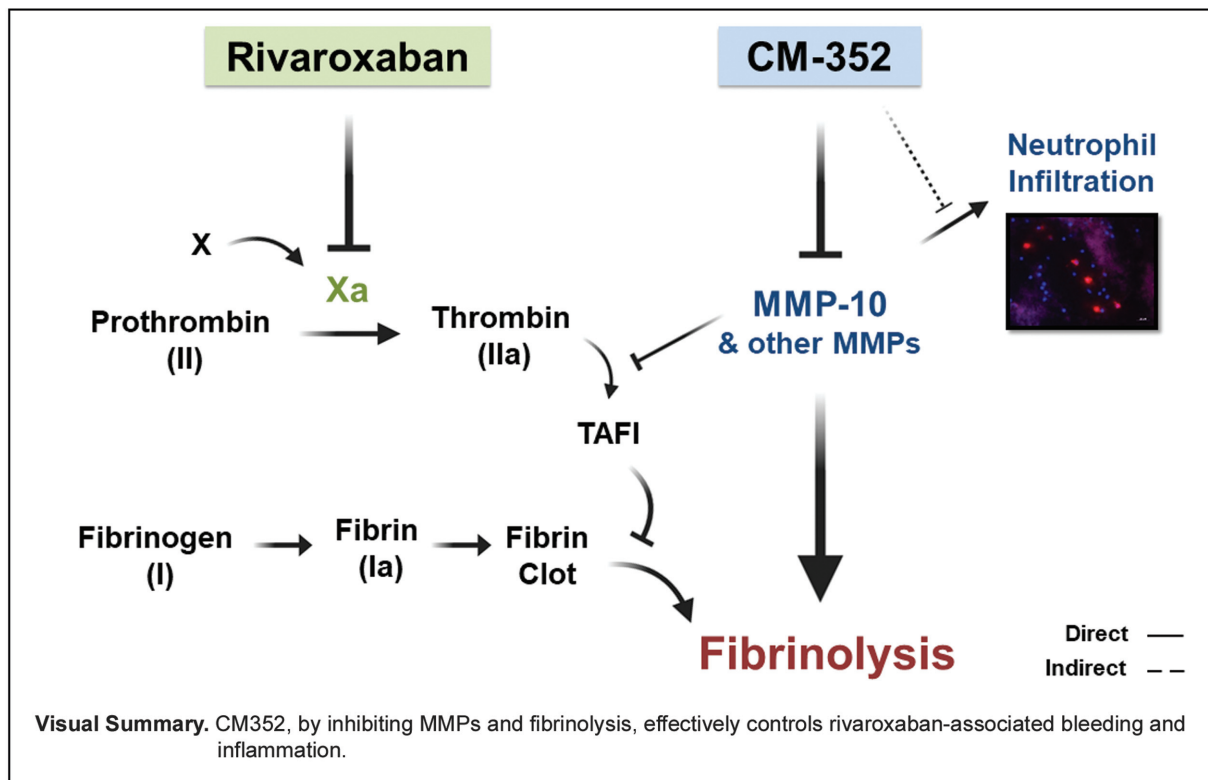 Rivaroxaban
CM-352
Neutrophil
Infiltration
X
Xa
Prothrombin
(II)
Thrombin
(IIa)
MMP-10
& other MMPs
TAFI
Fibrinogen
(I)
Fibrin
(Ia)
Fibrin
Clot
Fibrinolysis
Direct
Indirect
Visual Summary. CM352, by inhibiting MMPs and fibrinolysis, effectively controls rivaroxaban-associated bleeding and
inflammation.